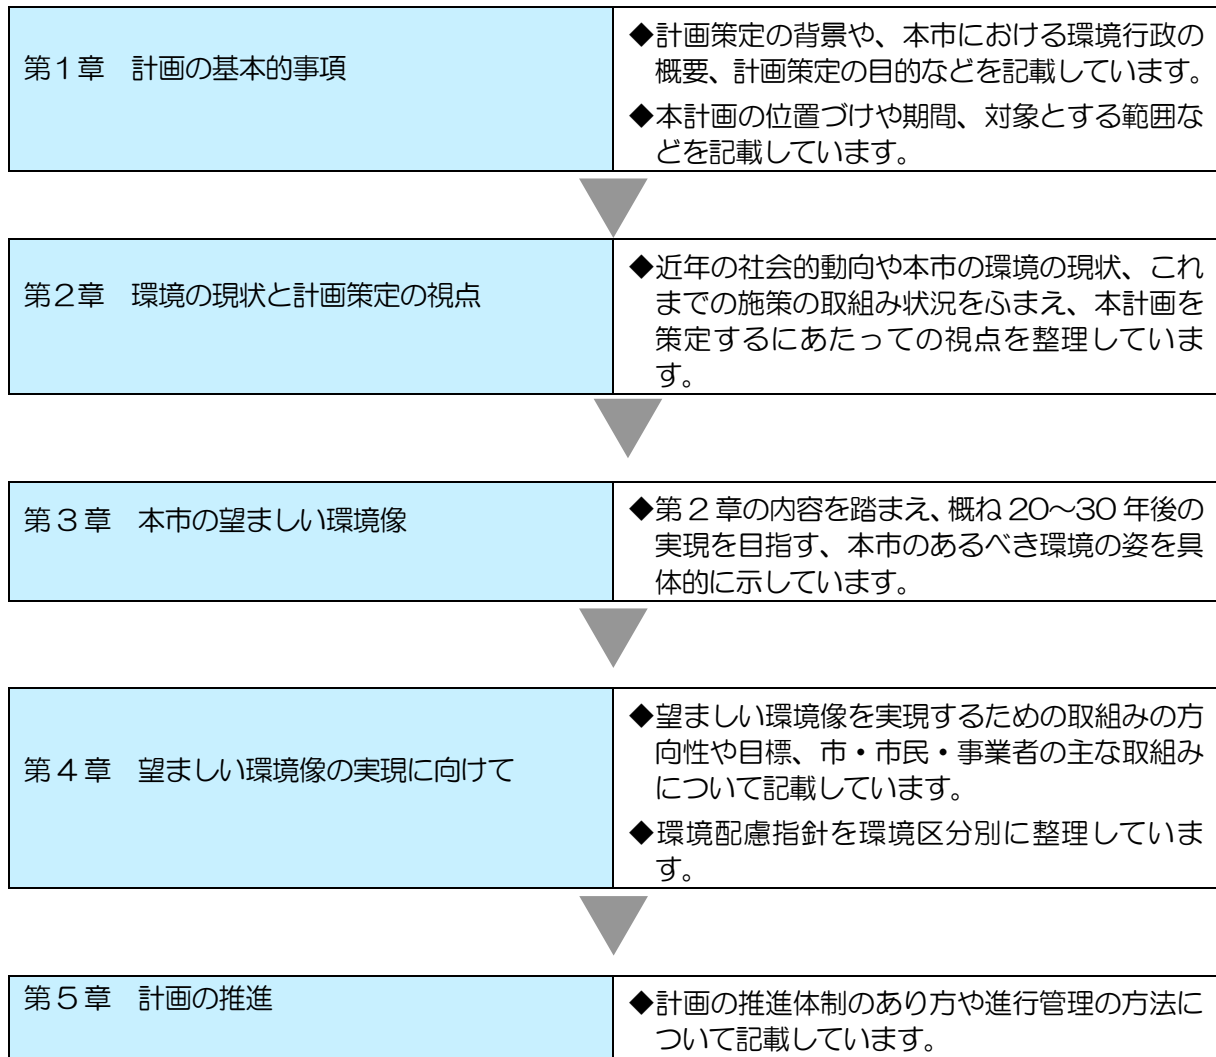 第1章　計画の基本的事項
◆計画策定の背景や、本市における環境行政の
概要、計画策定の目的などを記載しています。
◆本計画の位置づけや期間、対象とする範囲な
どを記載しています。
第2章　環境の現状と計画策定の視点
◆近年の社会的動向や本市の環境の現状、これ
までの施策の取組み状況をふまえ、本計画を
策定するにあたっての視点を整理していま
す。
第3章　本市の望ましい環境像
◆第2章の内容を踏まえ、概ね20～30年後の
実現を目指す、本市のあるべき環境の姿を具
体的に示しています。
第4章　望ましい環境像の実現に向けて
◆望ましい環境像を実現するための取組みの方
向性や目標、市・市民・事業者の主な取組み
について記載しています。
◆環境配慮指針を環境区分別に整理していま
す。
第5章　計画の推進
◆計画の推進体制のあり方や進行管理の方法に
ついて記載しています。